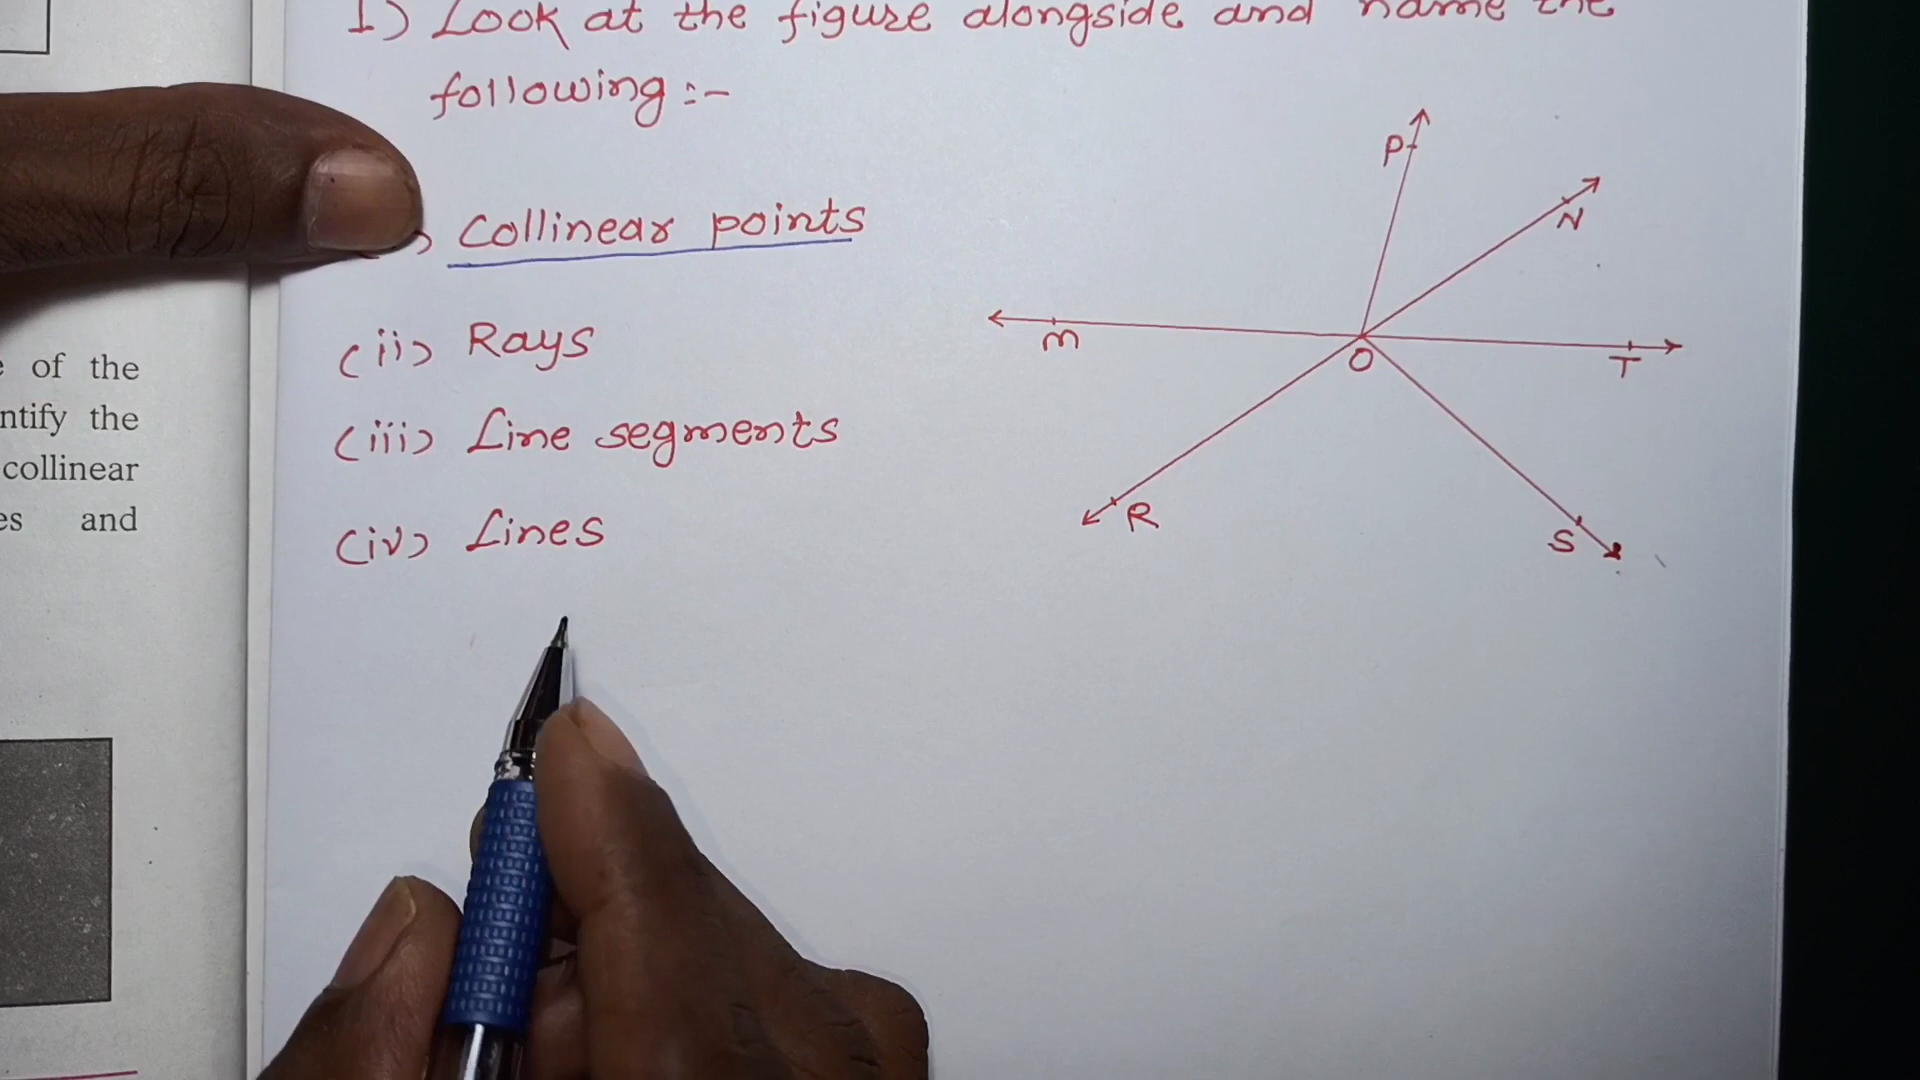 1) Look at the figure alongside and name the
following :-
Collinear points
(ii) Rays
(iii) Line segments
(iv) Lines
P
N
M
O
T
R
S
of the
ntify the
collinear
es and